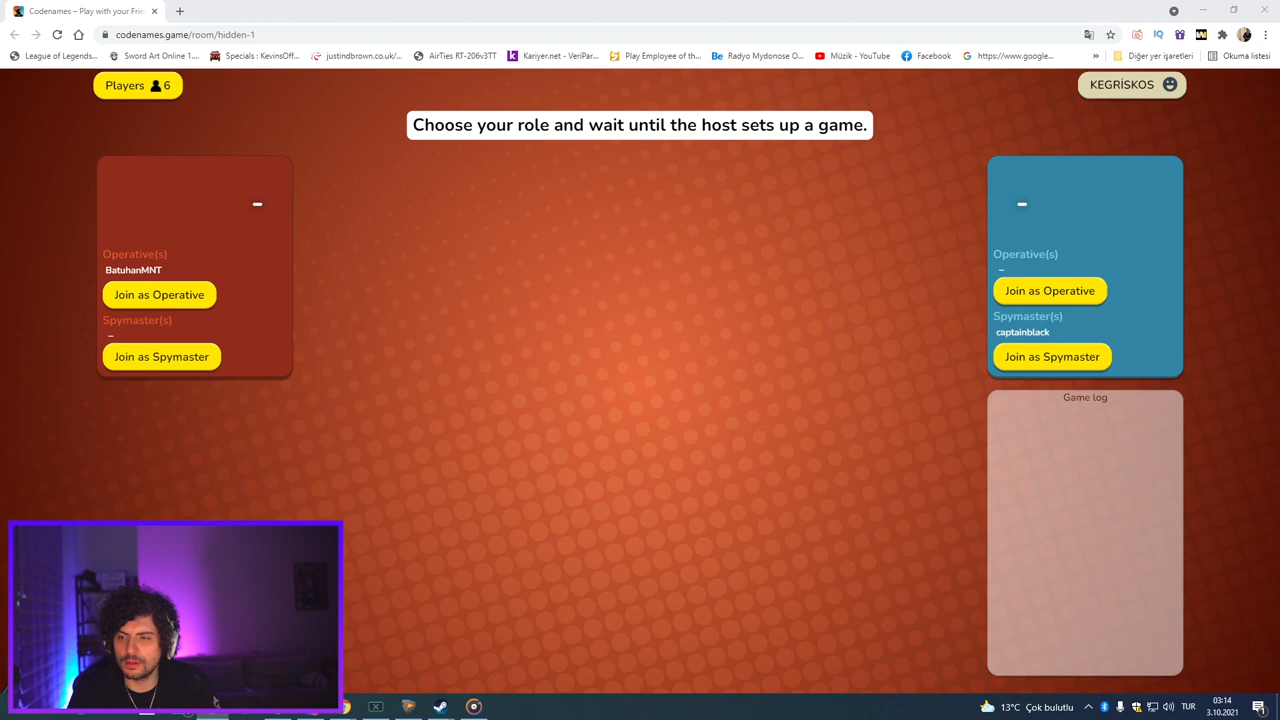 Codenames – Play with your Frie
codenames.game/room/hidden-1
League of Legends...
Sword Art Online 1...
Specials : KevinsOff...
justindbrown.co.uk/...
AirTies RT-206v3TT
Kariyer.net - VeriPar...
Play Employee of the...
Radyo Mydonose O...
Müzik - YouTube
Facebook
https://www.google...
»
Diğer yer işaretleri
Okuma listesi
Players 6
KEGRİSKOS
Choose your role and wait until the host sets up a game.
-
Operative(s)
BatuhanMNT
Join as Operative
Spymaster(s)
-
Join as Spymaster
-
Operative(s)
-
Join as Operative
Spymaster(s)
captainblack
Join as Spymaster
Game log
13°C Çok bulutlu
TUR
03:14
3.10.2021
1